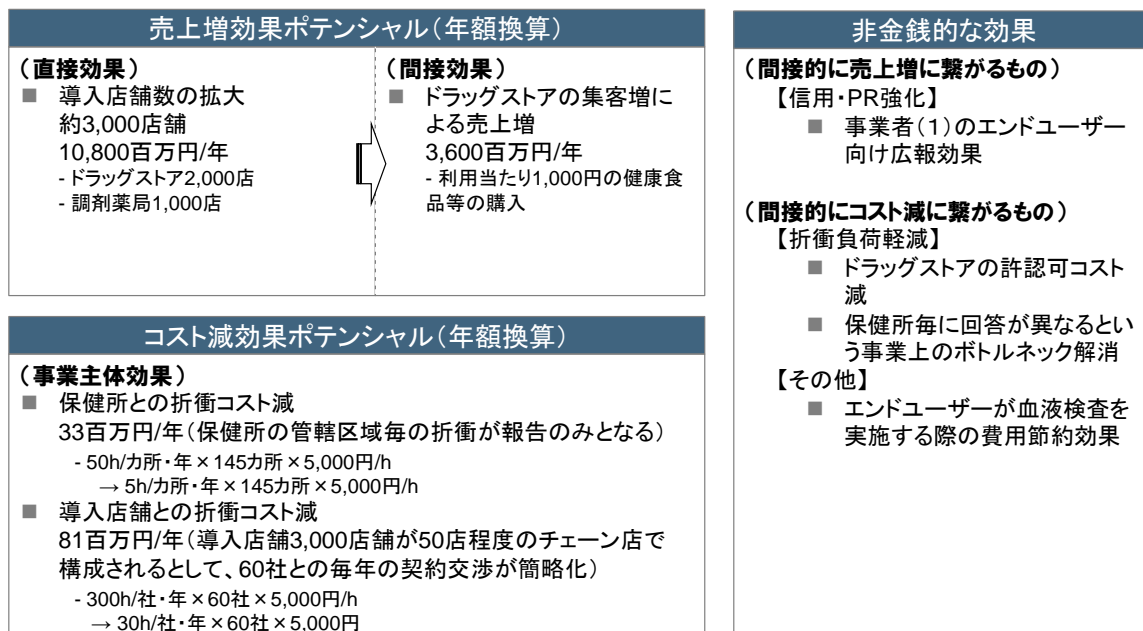 売上増効果ポテンシャル(年額換算)
(直接効果)
■ 導入店舗数の拡大
約3,000店舗
10,800百万円/年
- ドラッグストア2,000店
- 調剤薬局1,000店
(間接効果)
■ ドラッグストアの集客増に
よる売上増
3,600百万円/年
- 利用当たり1,000円の健康食
品等の購入
コスト減効果ポテンシャル(年額換算)
(事業主体効果)
■ 保健所との折衝コスト減
33百万円/年(保健所の管轄区域毎の折衝が報告のみとなる)
- 50h/カ所・年×145カ所×5,000円/h
→ 5h/カ所・年×145カ所×5,000円/h
■ 導入店舗との折衝コスト減
81百万円/年(導入店舗3,000店舗が50店程度のチェーン店で
構成されるとして、60社との毎年の契約交渉が簡略化)
- 300h/社・年×60社×5,000円/h
→ 30h/社・年×60社×5,000円
非金銭的な効果
(間接的に売上増に繋がるもの)
【信用・PR強化】
■ 事業者(1)のエンドユーザー
向け広報効果
(間接的にコスト減に繋がるもの)
【折衝負荷軽減】
■ ドラッグストアの許認可コスト
減
■ 保健所毎に回答が異なるとい
う事業上のボトルネック解消
【その他】
■ エンドユーザーが血液検査を
実施する際の費用節約効果